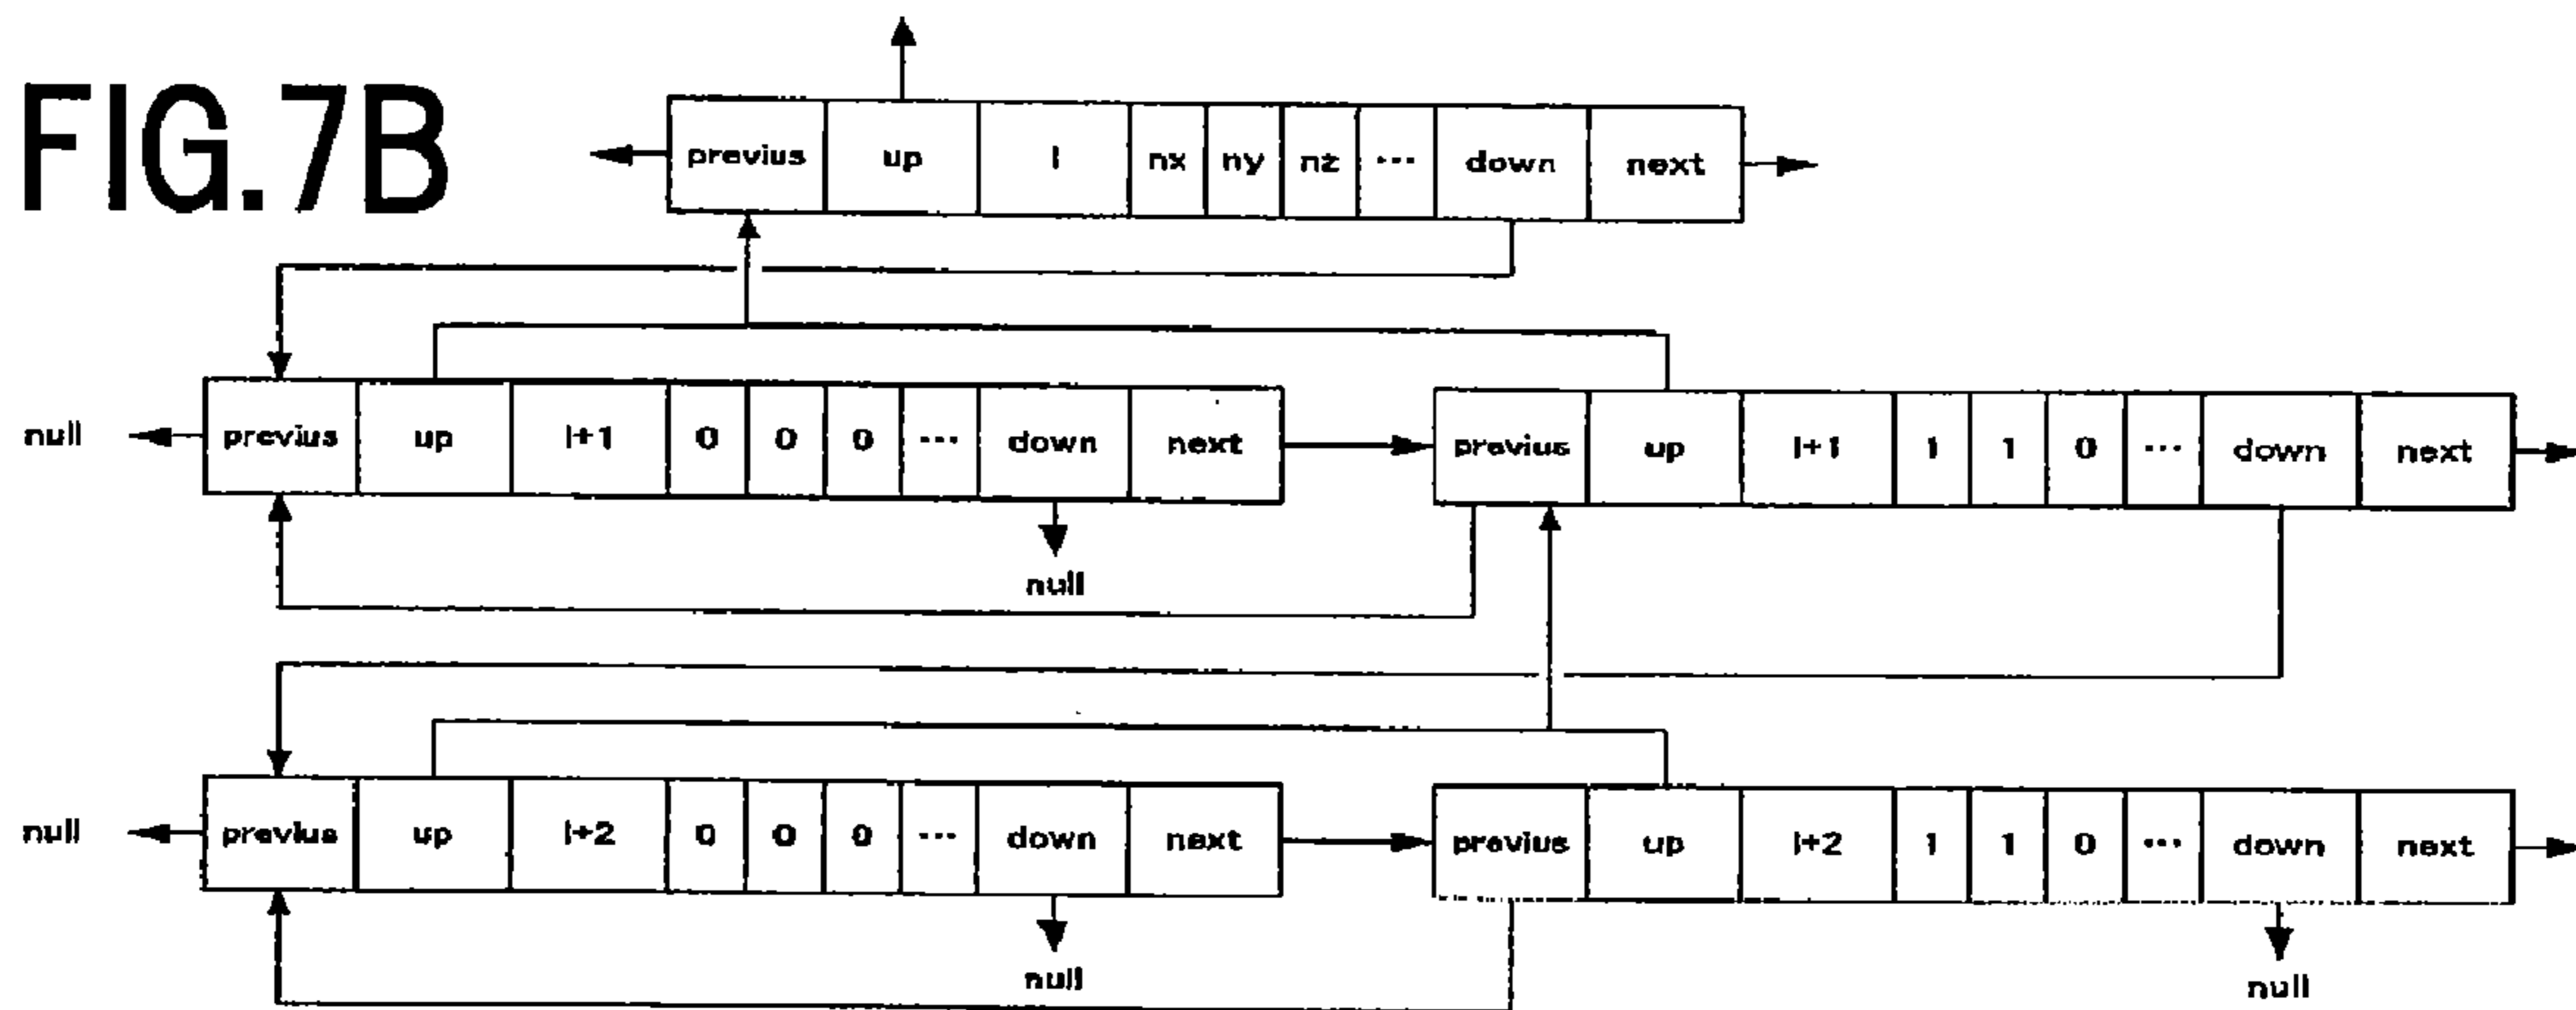 FIG.7B
previus up l nx ny nz ... down next
null previus up l+1 0 0 0 ... down next previus up l+1 1 1 0 ... down next
null
null previus up l+2 0 0 0 ... down next previus up l+2 1 1 0 ... down next
null null